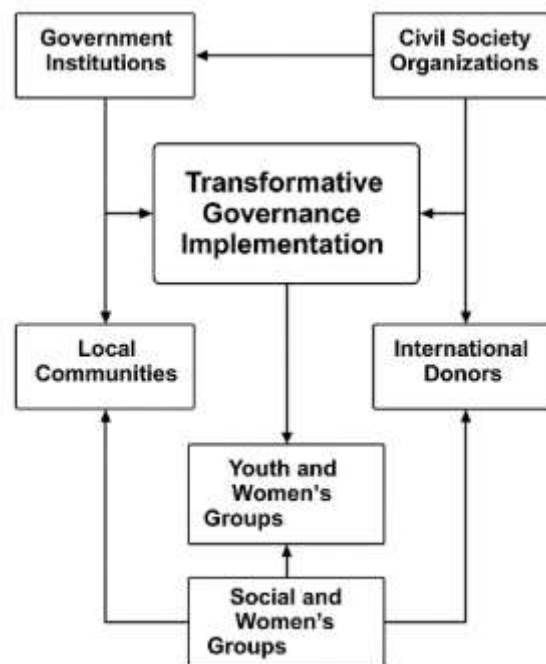 Government
Institutions
Civil Society
Organizations
Transformative
Governance
Implementation
Local
Communities
International
Donors
Youth and
Women's
Groups
Social and
Women's
Groups